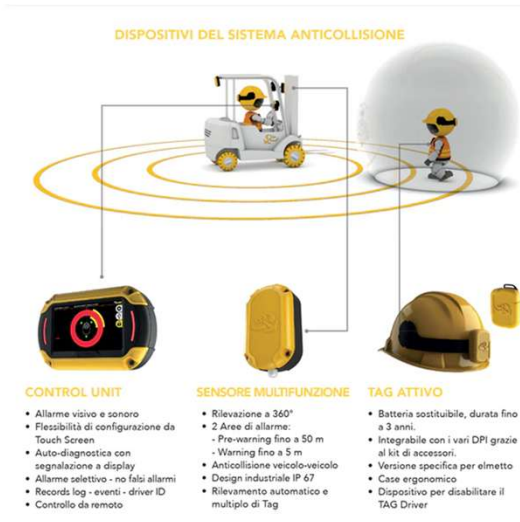 DISPOSITIVI DEL SISTEMA ANTICOLLISIONE
CONTROL UNIT
• Allarme visivo e sonoro
• Flessibilità di configurazione da
Touch Screen
• Auto-diagnostica con
segnalazione a display
• Allarme selettivo - no falsi allarmi
• Records log - eventi - driver ID
• Controllo da remoto
SENSORE MULTIFUNZIONE
• Rilevazione a 360°
• 2 Aree di allarme:
- Pre-warning fino a 50 m
- Warning fino a 5 m
• Anticollisione veicolo-veicolo
• Design industriale IP 67
• Rilevamento automatico e
multiplo di Tag
TAG ATTIVO
• Batteria sostituibile, durata fino
a 3 anni.
• Integrabile con i vari DPI grazie
al kit di accessori.
• Versione specifica per elmetto
• Case ergonomico
• Dispositivo per disabilitare il
TAG Driver